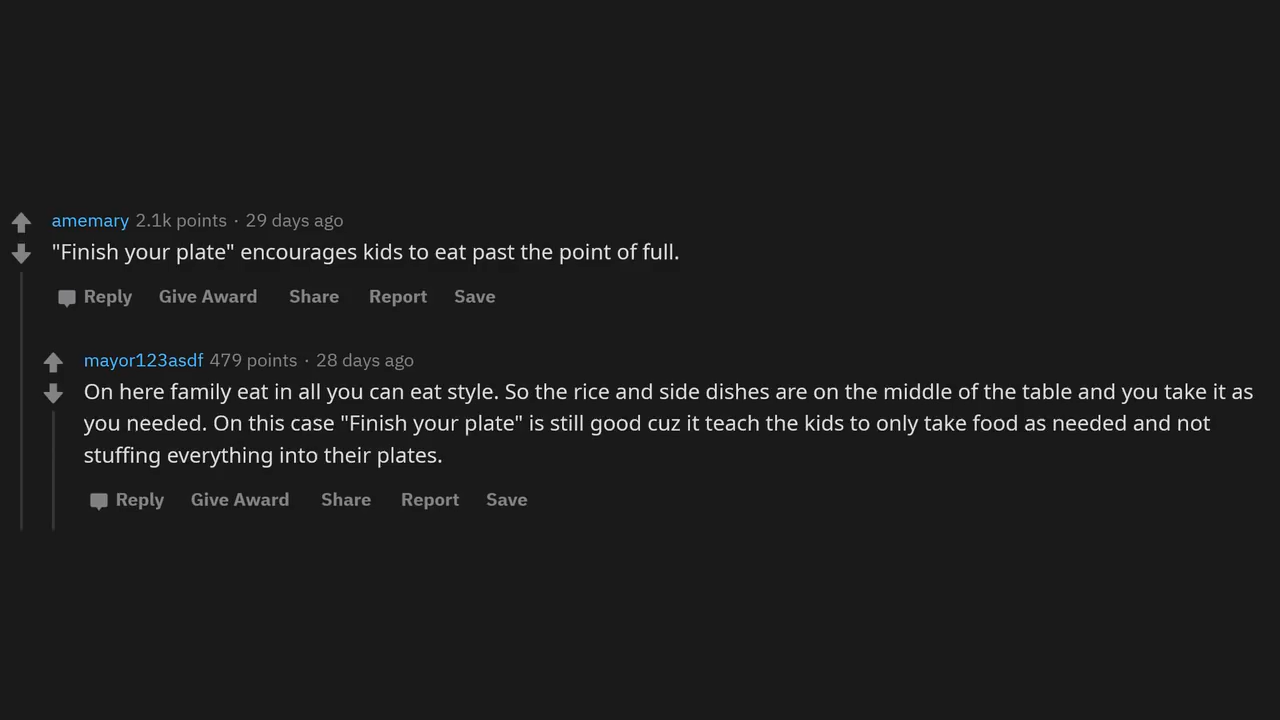 amemary 2.1k points · 29 days ago
"Finish your plate" encourages kids to eat past the point of full.
Reply Give Award Share Report Save
mayor123asdf 479 points · 28 days ago
On here family eat in all you can eat style. So the rice and side dishes are on the middle of the table and you take it as
you needed. On this case "Finish your plate" is still good cuz it teach the kids to only take food as needed and not
stuffing everything into their plates.
Reply Give Award Share Report Save